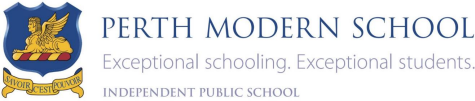 PERTH MODERN SCHOOL
Exceptional schooling. Exceptional students.
INDEPENDENT PUBLIC SCHOOL
SAVOIR C'EST POUVOIR